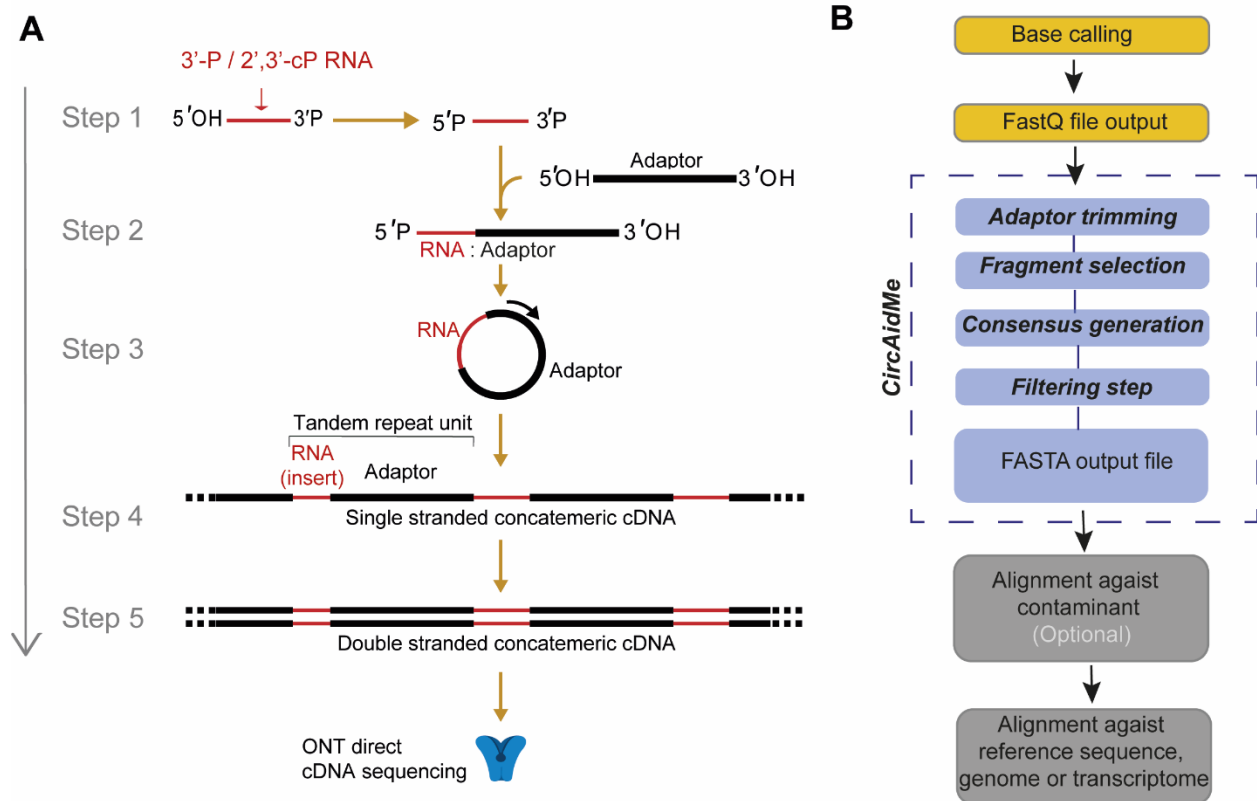 A
3'-P / 2',3'-cP RNA
Step 1
5'OH
3'P
5'P
3'P
Adaptor
5'OH
3'OH
Step 2
5'P
3'OH
RNA : Adaptor
Step 3
RNA
Adaptor
Tandem repeat unit
RNA
(insert)
Adaptor
Step 4
Single stranded concatemeric cDNA
Step 5
Double stranded concatemeric cDNA
ONT direct
cDNA sequencing
B
Base calling
FastQ file output
CircAidMe
Adaptor trimming
Fragment selection
Consensus generation
Filtering step
FASTA output file
Alignment agaist
contaminant
(Optional)
Alignment agaist
reference sequence,
genome or transcriptome